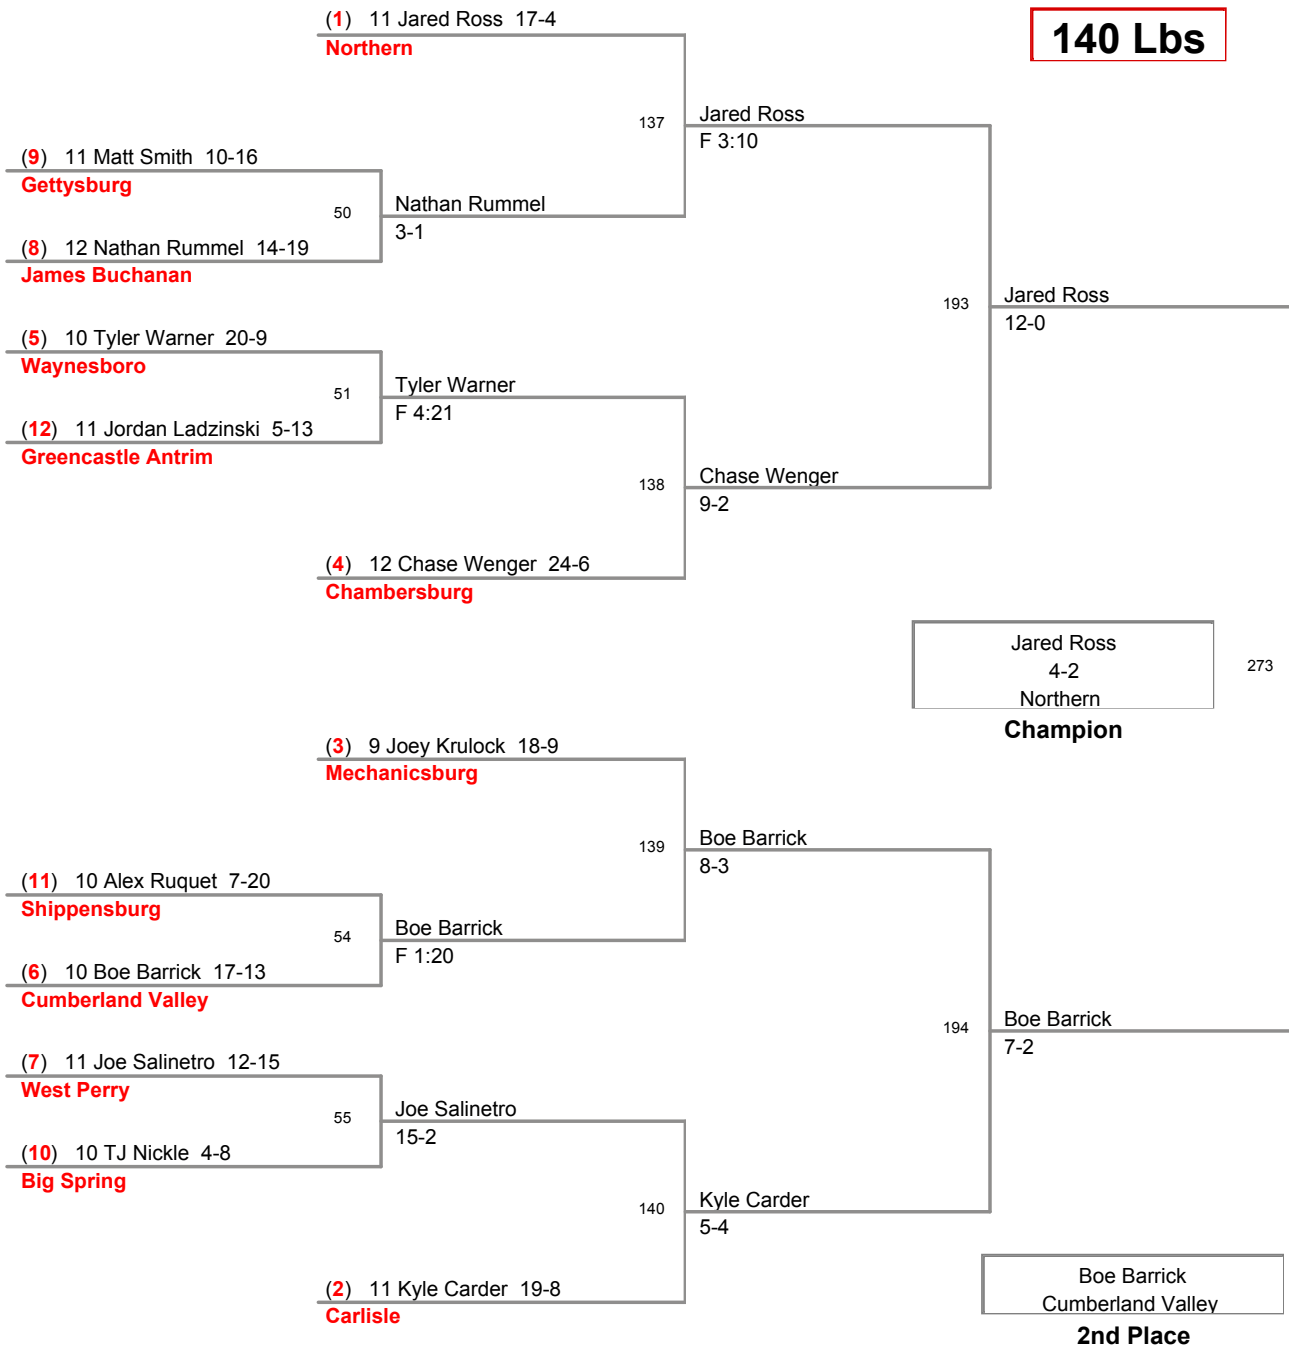 (1) 11 Jared Ross 17-4
Northern
140 Lbs
137
Jared Ross
F 3:10
(9) 11 Matt Smith 10-16
Gettysburg
50
Nathan Rummel
3-1
(8) 12 Nathan Rummel 14-19
James Buchanan
193
Jared Ross
12-0
(5) 10 Tyler Warner 20-9
Waynesboro
51
Tyler Warner
F 4:21
(12) 11 Jordan Ladzinski 5-13
Greencastle Antrim
138
Chase Wenger
9-2
(4) 12 Chase Wenger 24-6
Chambersburg
Jared Ross
4-2
Northern
273
Champion
(3) 9 Joey Krulock 18-9
Mechanicsburg
139
Boe Barrick
8-3
(11) 10 Alex Ruquet 7-20
Shippensburg
54
Boe Barrick
F 1:20
(6) 10 Boe Barrick 17-13
Cumberland Valley
194
Boe Barrick
7-2
(7) 11 Joe Salinetro 12-15
West Perry
55
Joe Salinetro
15-2
(10) 10 TJ Nickle 4-8
Big Spring
140
Kyle Carder
5-4
(2) 11 Kyle Carder 19-8
Carlisle
Boe Barrick
Cumberland Valley
2nd Place